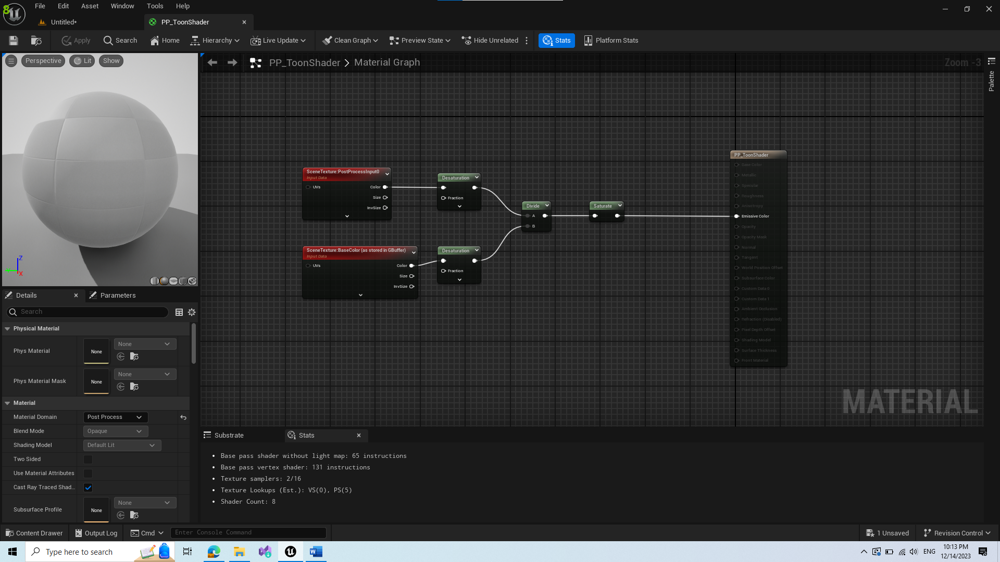 File Edit Asset Window Tools Help
Untitled*
PP_ToonShader
Apply
Search
Home
Hierarchy
Live Update
Clean Graph
Preview State
Hide Unrelated
Stats
Platform Stats
Perspective
Lit
Show
PP_ToonShader > Material Graph
Zoom -3
Palette
SceneTexture:PostProcessInput0
Input Data
UVs Color
Size
InvSize
Desaturation
Fraction
SceneTexture:BaseColor (as stored in GBuffer)
Input Data
UVs Color
Size
InvSize
Desaturation
Fraction
Divide
A
B
Saturate
PP_ToonShader
Base Color
Metallic
Specular
Roughness
Anisotropy
Emissive Color
Opacity
Opacity Mask
Normal
Tangent
World Position Offset
Subsurface Color
Custom Data 0
Custom Data 1
Ambient Occlusion
Refraction (Disabled)
Pixel Depth Offset
Shading Model
Surface Thickness
Front Material
MATERIAL
Z
X
Details
Parameters
Search
Physical Material
Phys Material
None
None
Phys Material Mask
None
None
Material
Material Domain
Post Process
Blend Mode
Opaque
Shading Model
Default Lit
Two Sided
Use Material Attributes
Cast Ray Traced Shad...
Subsurface Profile
None
None
Substrate
Stats
• Base pass shader without light map: 65 instructions
• Base pass vertex shader: 131 instructions
• Texture samplers: 2/16
• Texture Lookups (Est.): VS(0), PS(5)
• Shader Count: 8
Content Drawer
Output Log
Cmd
Enter Console Command
1 Unsaved
Revision Control
Type here to search
ENG
10:13 PM
12/14/2023